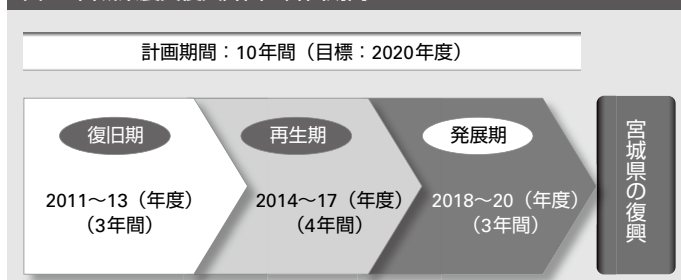 計画期間：10年間（目標：2020年度）
復旧期
2011～13（年度）
（3年間）
再生期
2014～17（年度）
（4年間）
発展期
2018～20（年度）
（3年間）
宮城県の復興